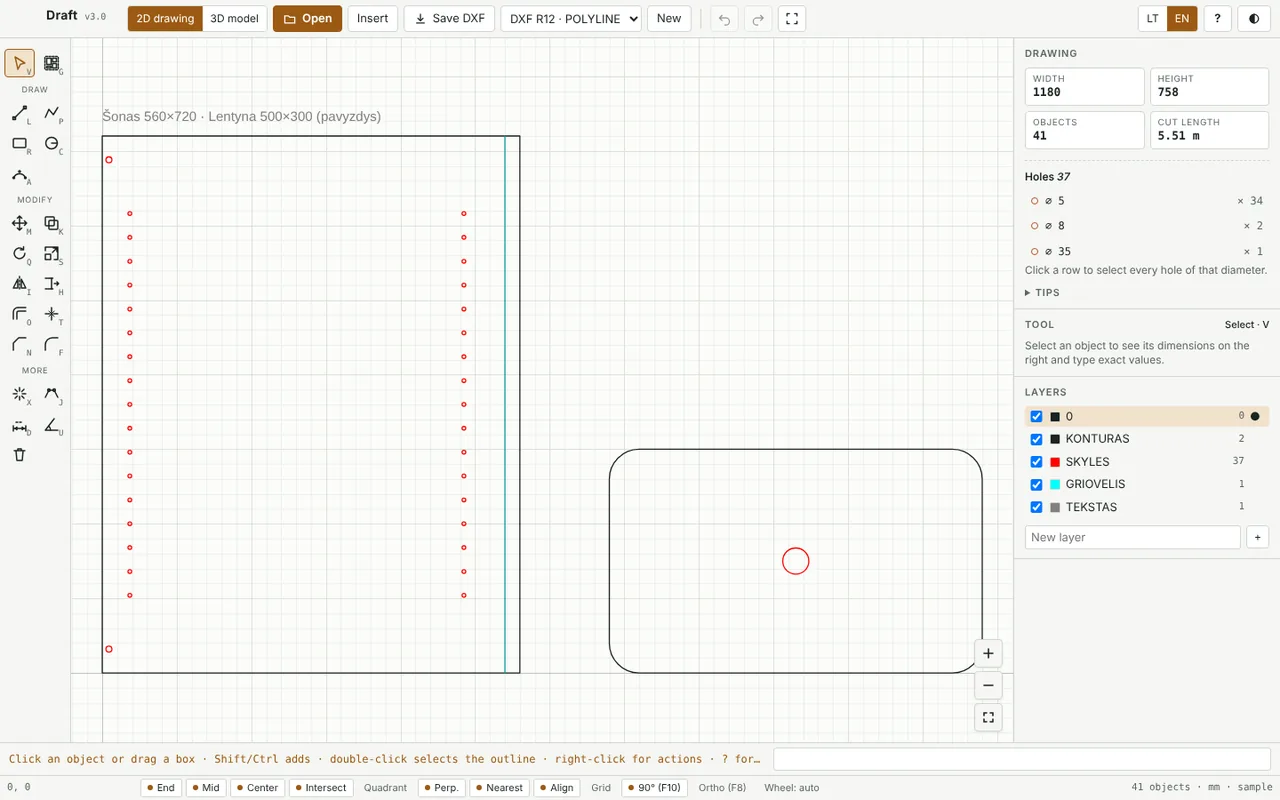 Draft v3.0 2D drawing 3D model Open Insert Save DXF DXF R12 · POLYLINE New LT EN ?
V G
DRAW
L P
R C
A
MODIFY
M K
Q S
I H
O T
N F
MORE
X J
D U
Šonas 560×720 · Lentyna 500×300 (pavyzdys)
+
−
DRAWING
WIDTH HEIGHT
1180 758
OBJECTS CUT LENGTH
41 5.51 m
Holes 37
⌀ 5 × 34
⌀ 8 × 2
⌀ 35 × 1
Click a row to select every hole of that diameter.
TIPS
TOOL Select · V
Select an object to see its dimensions on the
right and type exact values.
LAYERS
0 0
KONTURAS 2
SKYLES 37
GRIOVELIS 1
TEKSTAS 1
New layer +
Click an object or drag a box · Shift/Ctrl adds · double-click selects the outline · right-click for actions · ? for…
0, 0 End Mid Center Intersect Quadrant Perp. Nearest Align Grid 90° (F10) Ortho (F8) Wheel: auto 41 objects · mm · sample